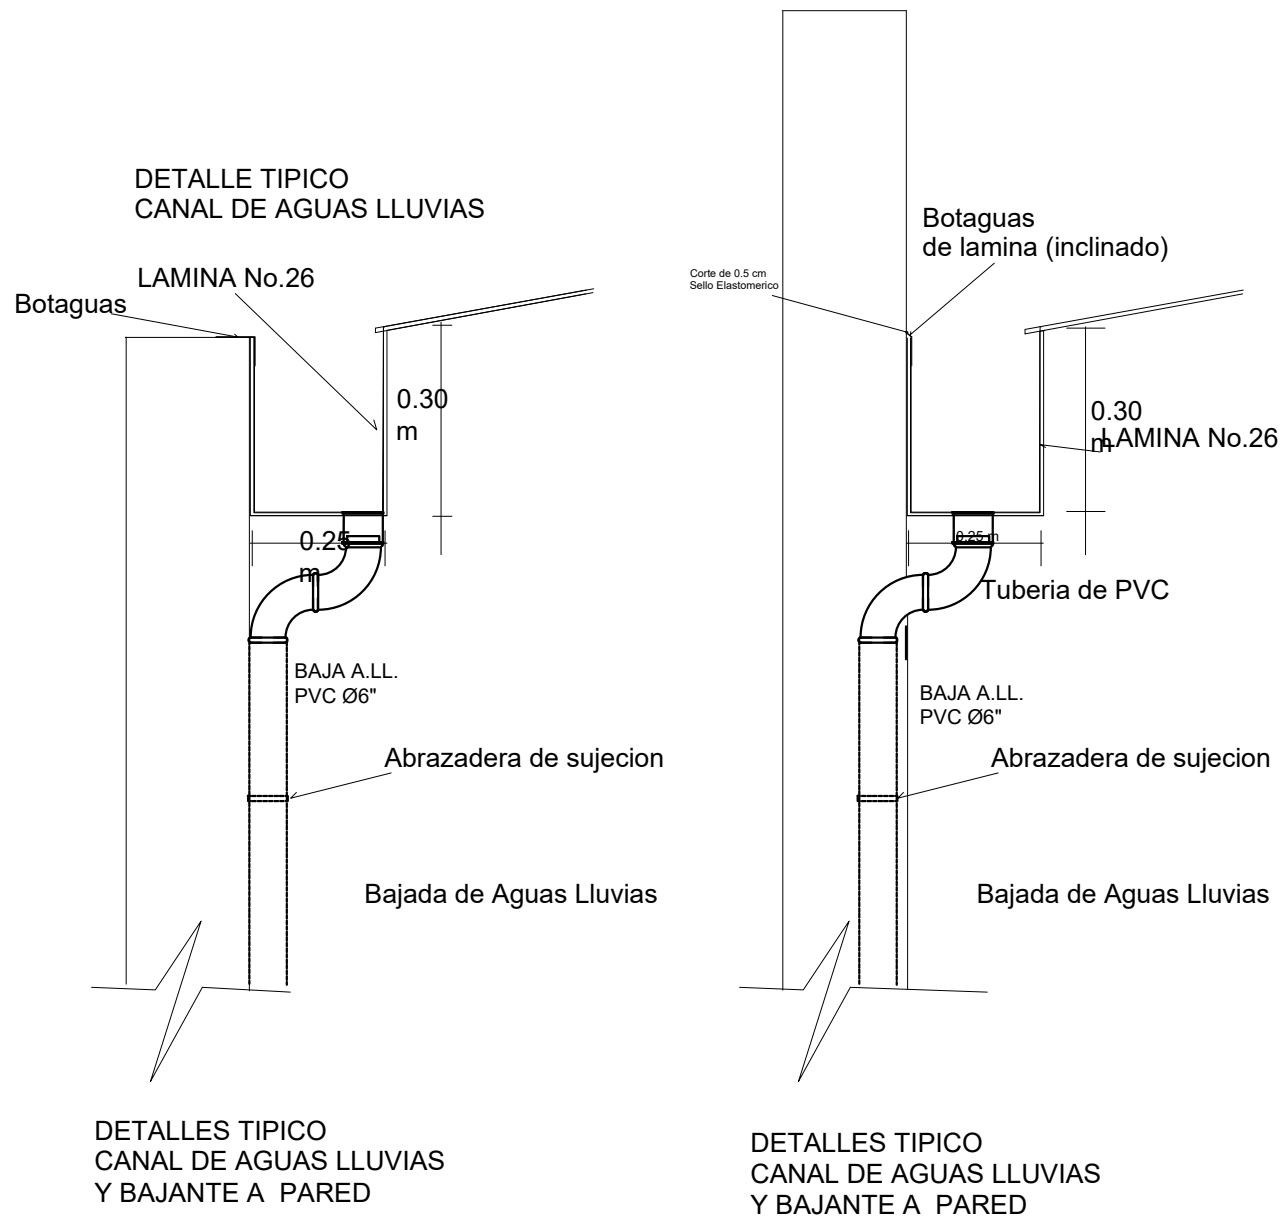 DETALLE TIPICO
CANAL DE AGUAS LLUVIAS
LAMINA No.26
Botaguas
0.30
m
0.25
m
BAJA A.LL.
PVC Ø6"
Abrazadera de sujecion
Bajada de Aguas Lluvias
DETALLES TIPICO
CANAL DE AGUAS LLUVIAS
Y BAJANTE A PARED
Botaguas
de lamina (inclinado)
Corte de 0.5 cm
Sello Elastomerico
0.30
m
LAMINA No.26
0.25 m
Tuberia de PVC
BAJA A.LL.
PVC Ø6"
Abrazadera de sujecion
Bajada de Aguas Lluvias
DETALLES TIPICO
CANAL DE AGUAS LLUVIAS
Y BAJANTE A PARED